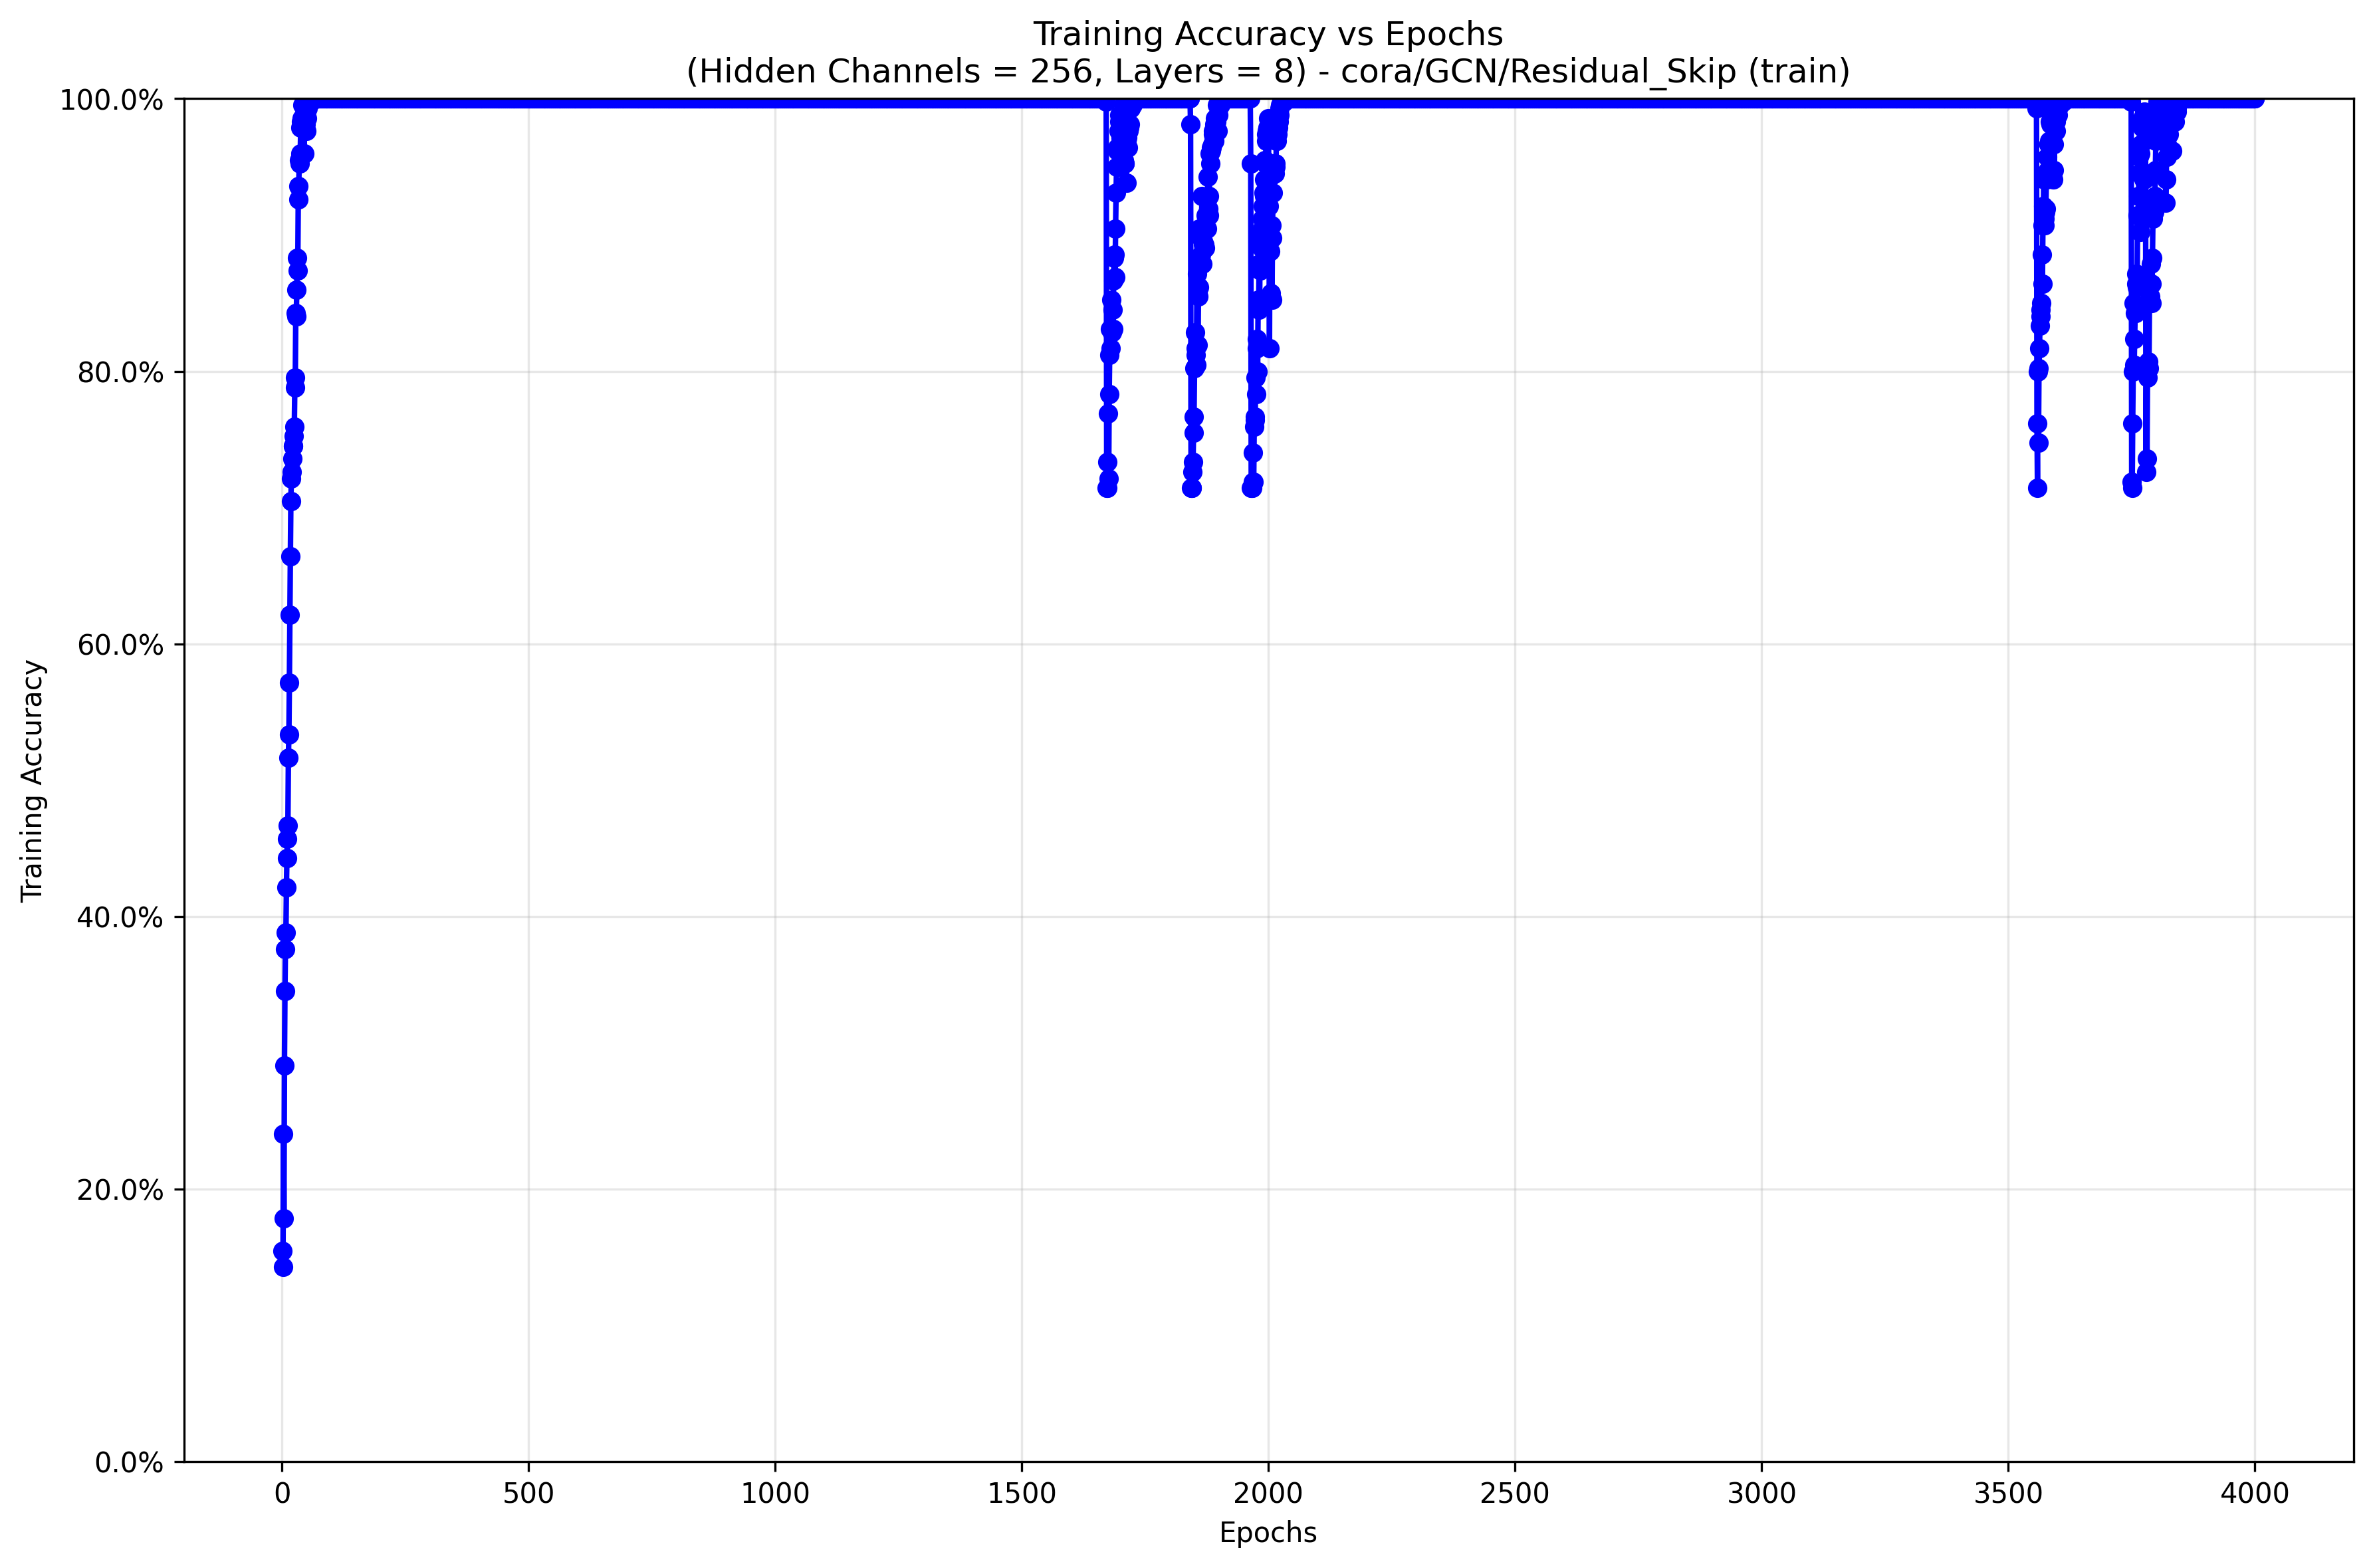 Training Accuracy vs Epochs
(Hidden Channels = 256, Layers = 8) - cora/GCN/Residual_Skip (train)
100.0%
80.0%
60.0%
40.0%
20.0%
0.0%
Training Accuracy
0 500 1000 1500 2000 2500 3000 3500 4000
Epochs